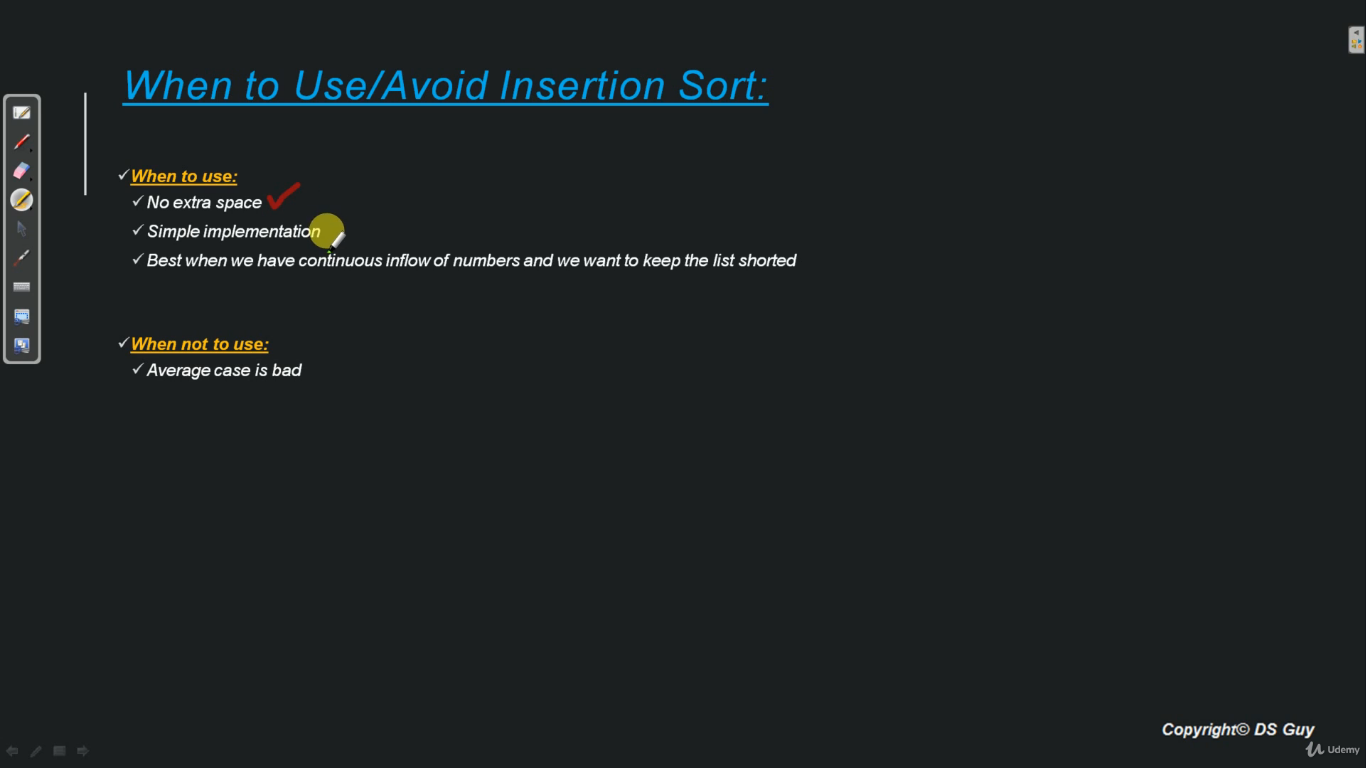 When to Use/Avoid Insertion Sort:
When to use:
No extra space
Simple implementation
Best when we have continuous inflow of numbers and we want to keep the list shorted
When not to use:
Average case is bad
Copyright© DS Guy
Udemy